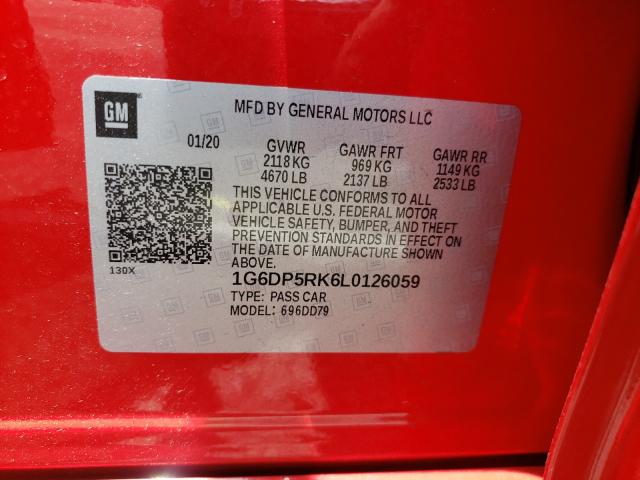 GM
MFD BY GENERAL MOTORS LLC
01/20 GVWR GAWR FRT GAWR RR
2118 KG 969 KG 1149 KG
4670 LB 2137 LB 2533 LB
THIS VEHICLE CONFORMS TO ALL
APPLICABLE U.S. FEDERAL MOTOR
VEHICLE SAFETY, BUMPER, AND THEFT
PREVENTION STANDARDS IN EFFECT ON
THE DATE OF MANUFACTURE SHOWN
ABOVE.
130X
1G6DP5RK6L0126059
TYPE: PASS CAR
MODEL: 696DD79